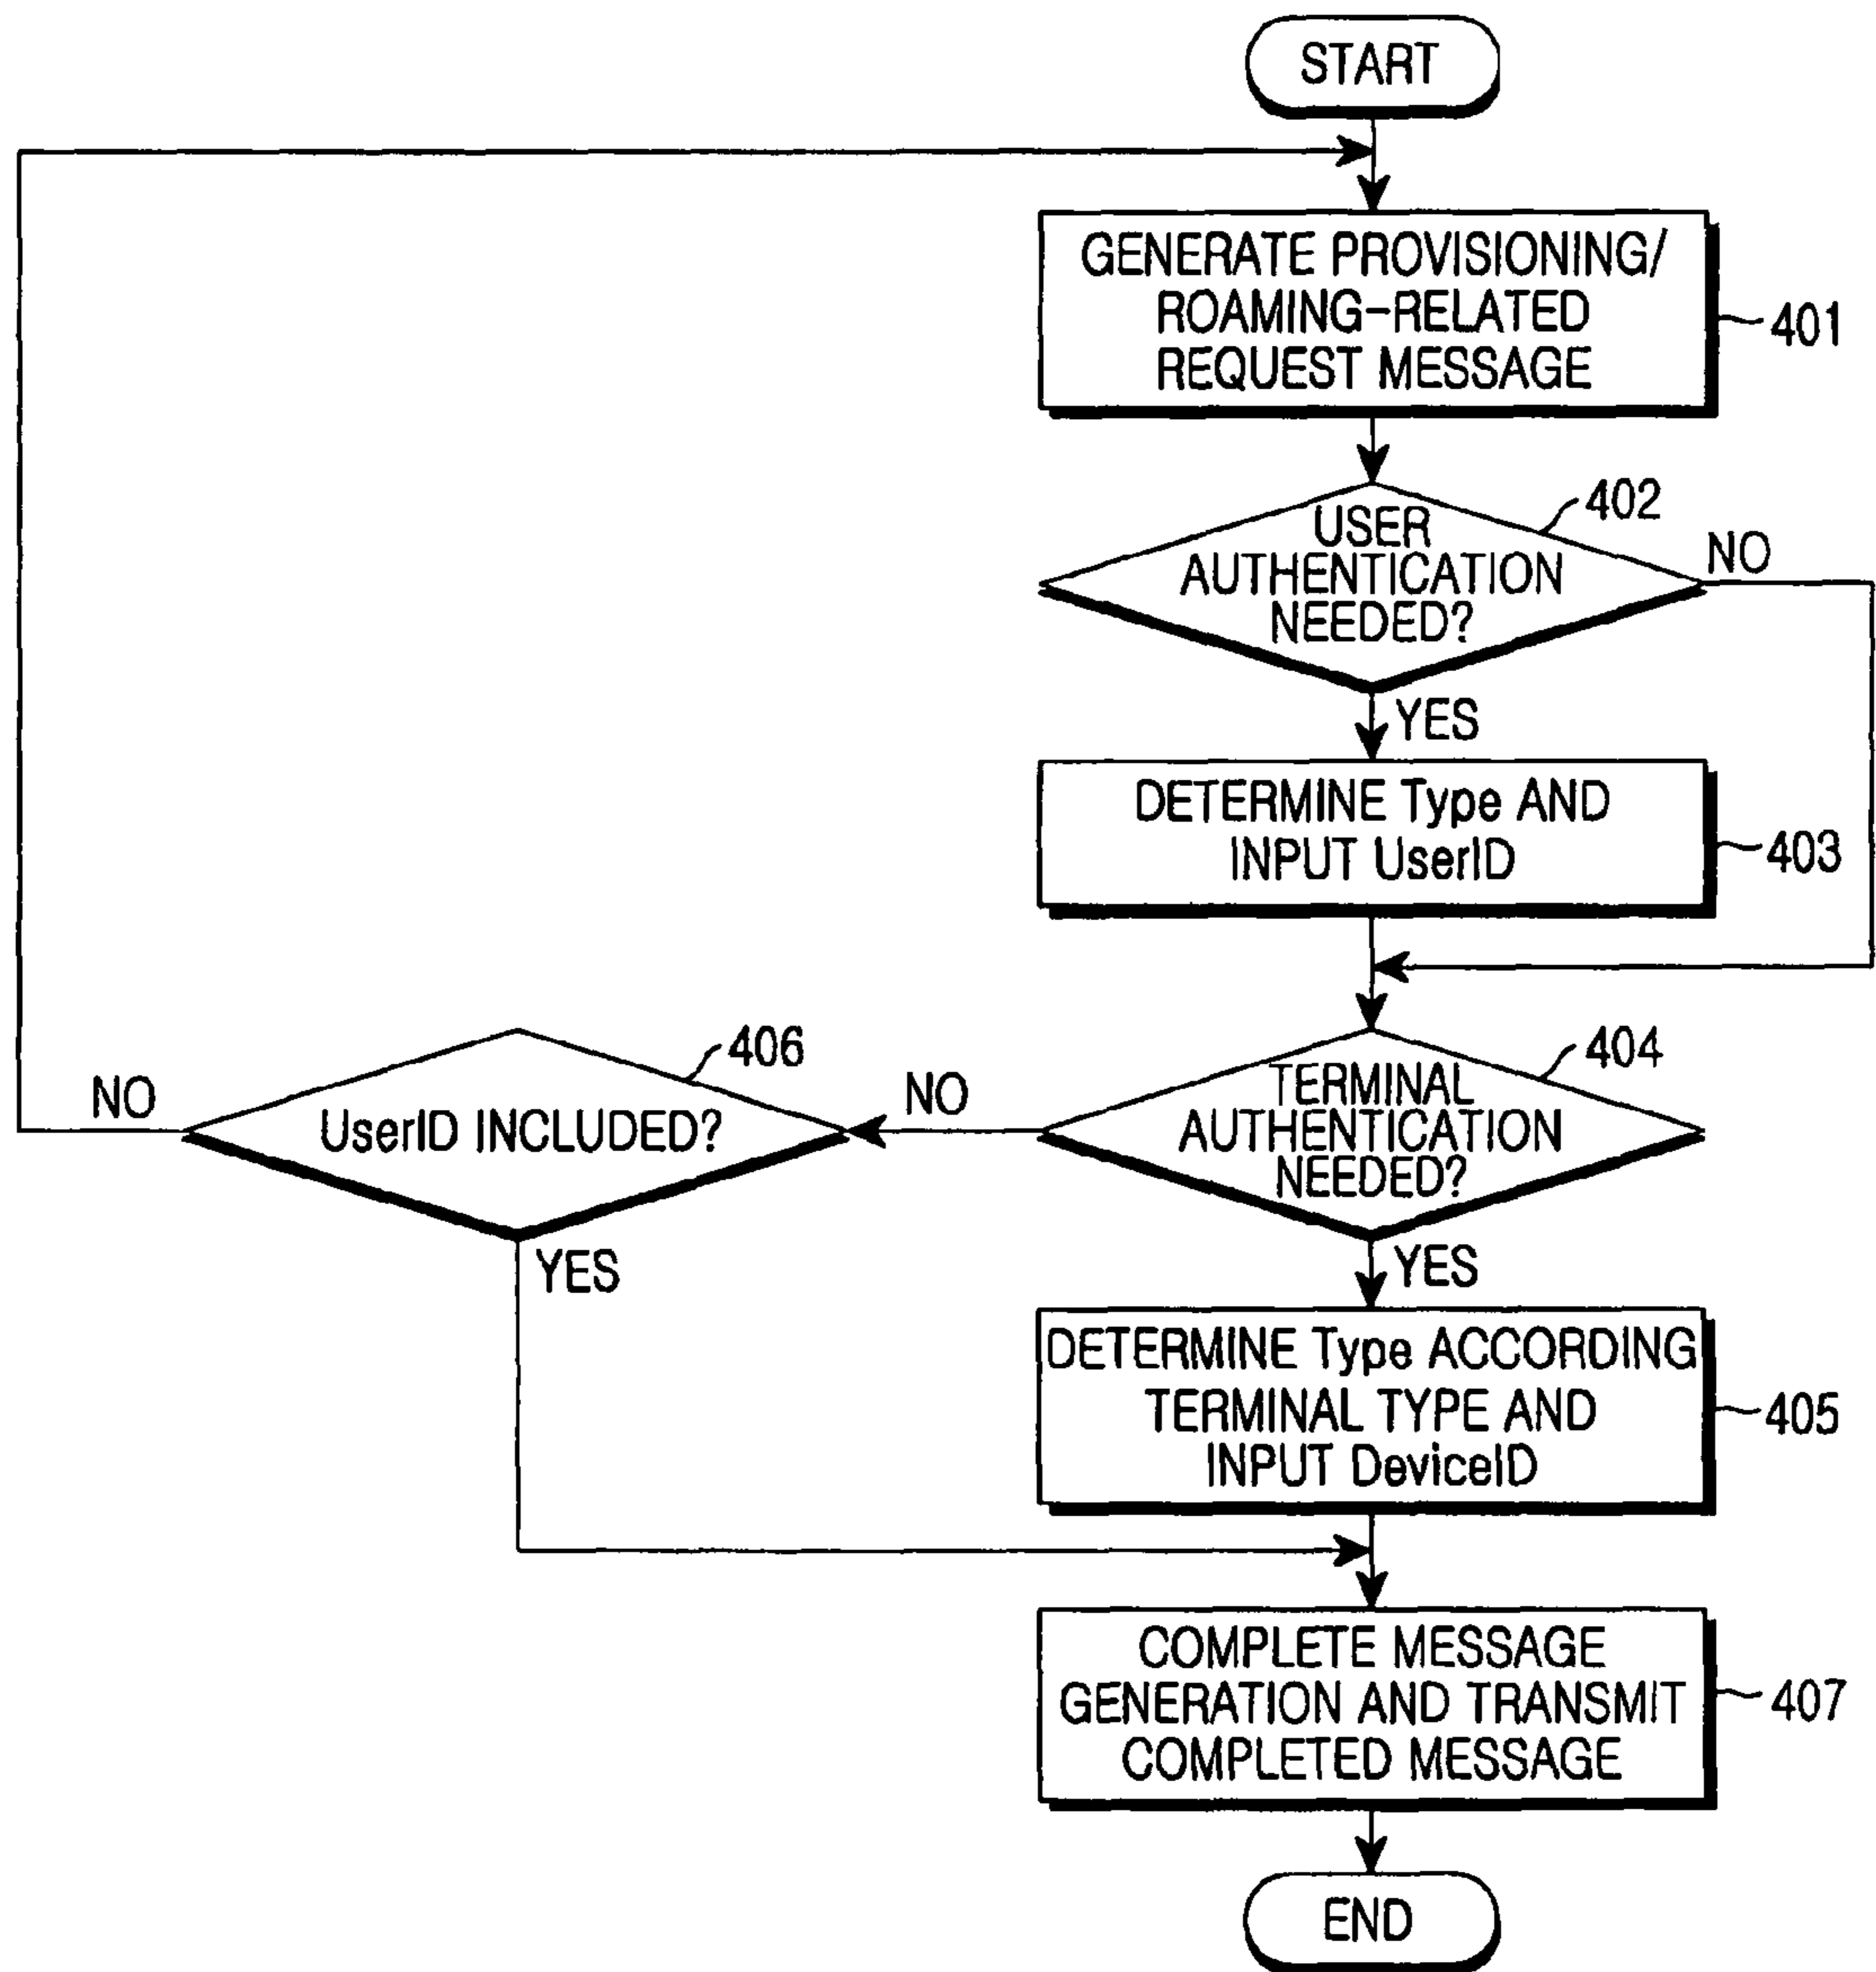 START
GENERATE PROVISIONING/
ROAMING-RELATED
REQUEST MESSAGE
401
402
USER
AUTHENTICATION
NEEDED?
NO
YES
DETERMINE Type AND
INPUT UserID
403
404
TERMINAL
AUTHENTICATION
NEEDED?
NO
406
UserID INCLUDED?
NO
YES
YES
DETERMINE Type ACCORDING
TERMINAL TYPE AND
INPUT DeviceID
405
COMPLETE MESSAGE
GENERATION AND TRANSMIT
COMPLETED MESSAGE
407
END